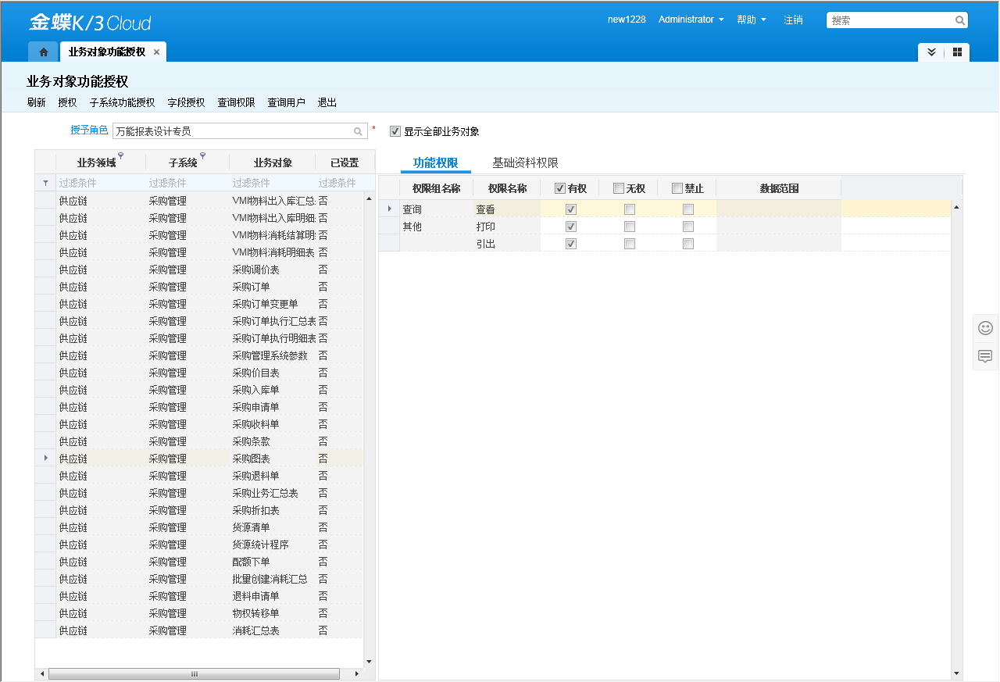 金蝶K/3 Cloud
new1228 Administrator 帮助 注销 搜索
业务对象功能授权 ×
业务对象功能授权
刷新 授权 子系统功能授权 字段授权 查询权限 查询用户 退出
授予角色 万能报表设计专员 * 显示全部业务对象
业务领域 子系统 业务对象 已设置
过滤条件 过滤条件 过滤条件 过滤条件
供应链 采购管理 VMI物料出入库汇总 否
供应链 采购管理 VMI物料出入库明细 否
供应链 采购管理 VMI物料消耗结算明 否
供应链 采购管理 VMI物料消耗明细表 否
供应链 采购管理 采购调价表 否
供应链 采购管理 采购订单 否
供应链 采购管理 采购订单变更单 否
供应链 采购管理 采购订单执行汇总表 否
供应链 采购管理 采购订单执行明细表 否
供应链 采购管理 采购管理系统参数 否
供应链 采购管理 采购价目表 否
供应链 采购管理 采购入库单 否
供应链 采购管理 采购申请单 否
供应链 采购管理 采购收料单 否
供应链 采购管理 采购条款 否
供应链 采购管理 采购图表 否
供应链 采购管理 采购退料单 否
供应链 采购管理 采购业务汇总表 否
供应链 采购管理 采购折扣表 否
供应链 采购管理 货源清单 否
供应链 采购管理 货源统计程序 否
供应链 采购管理 配额下单 否
供应链 采购管理 批量创建消耗汇总 否
供应链 采购管理 退料申请单 否
供应链 采购管理 物权转移单 否
供应链 采购管理 消耗汇总表 否
功能权限 基础资料权限
权限组名称 权限名称 有权 无权 禁止 数据范围
查询 查看
其他 打印
引出